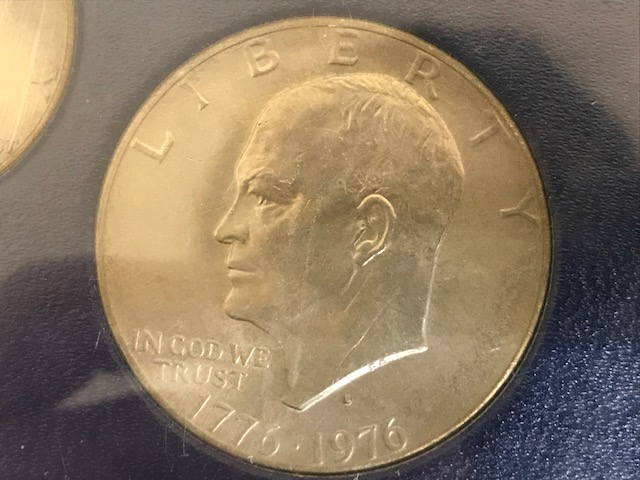 LIBERTY
IN GOD WE
TRUST
1776 · 1976